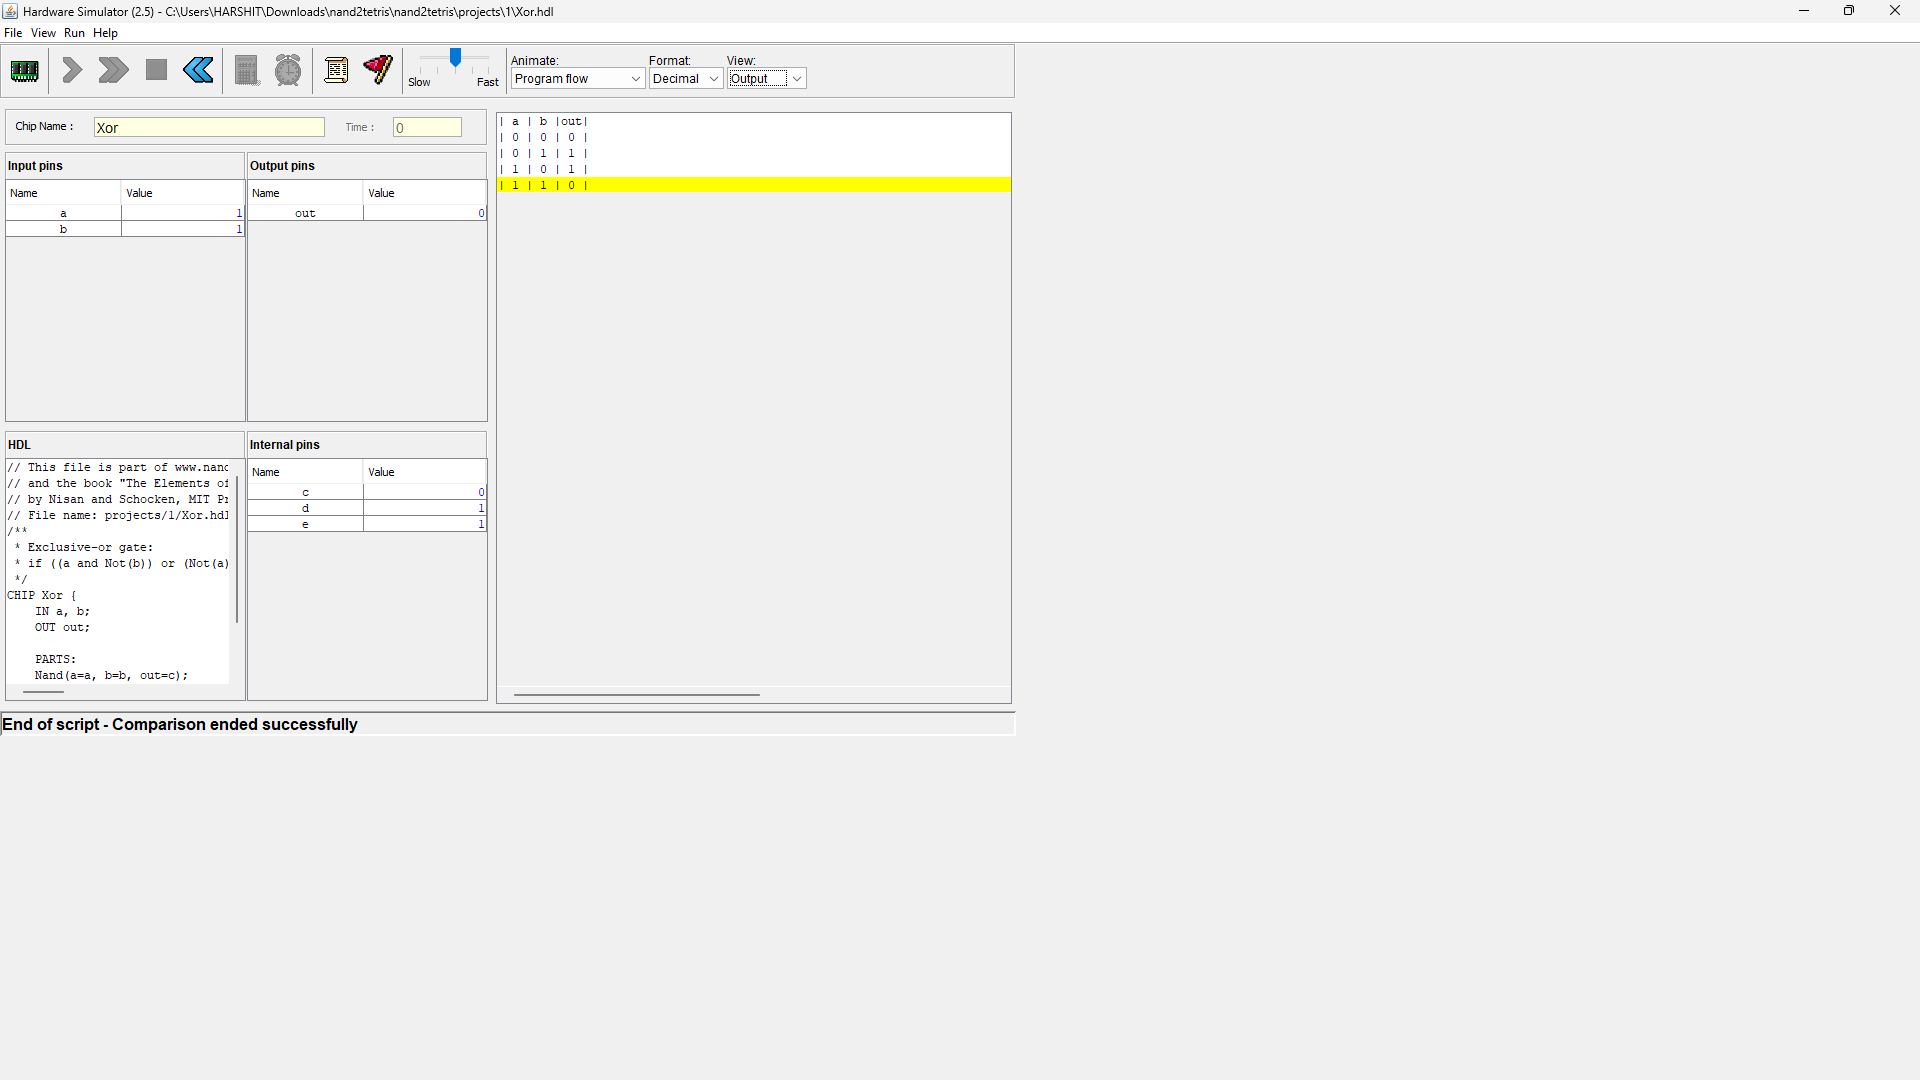 Hardware Simulator (2.5) - C:\Users\HARSHIT\Downloads\nand2tetris\nand2tetris\projects\1\Xor.hdl
File View Run Help
Slow Fast
Animate:
Program flow
Format:
Decimal
View:
Output
Chip Name :
Xor
Time :
0
Input pins
Name Value
a 1
b 1
Output pins
Name Value
out 0
HDL
// This file is part of www.nand
// and the book "The Elements of
// by Nisan and Schocken, MIT Pr
// File name: projects/1/Xor.hdl
/**
* Exclusive-or gate:
* if ((a and Not(b)) or (Not(a)
*/
CHIP Xor {
IN a, b;
OUT out;
PARTS:
Nand(a=a, b=b, out=c);
Internal pins
Name Value
c 0
d 1
e 1
| a | b |out|
| 0 | 0 | 0 |
| 0 | 1 | 1 |
| 1 | 0 | 1 |
| 1 | 1 | 0 |
End of script - Comparison ended successfully